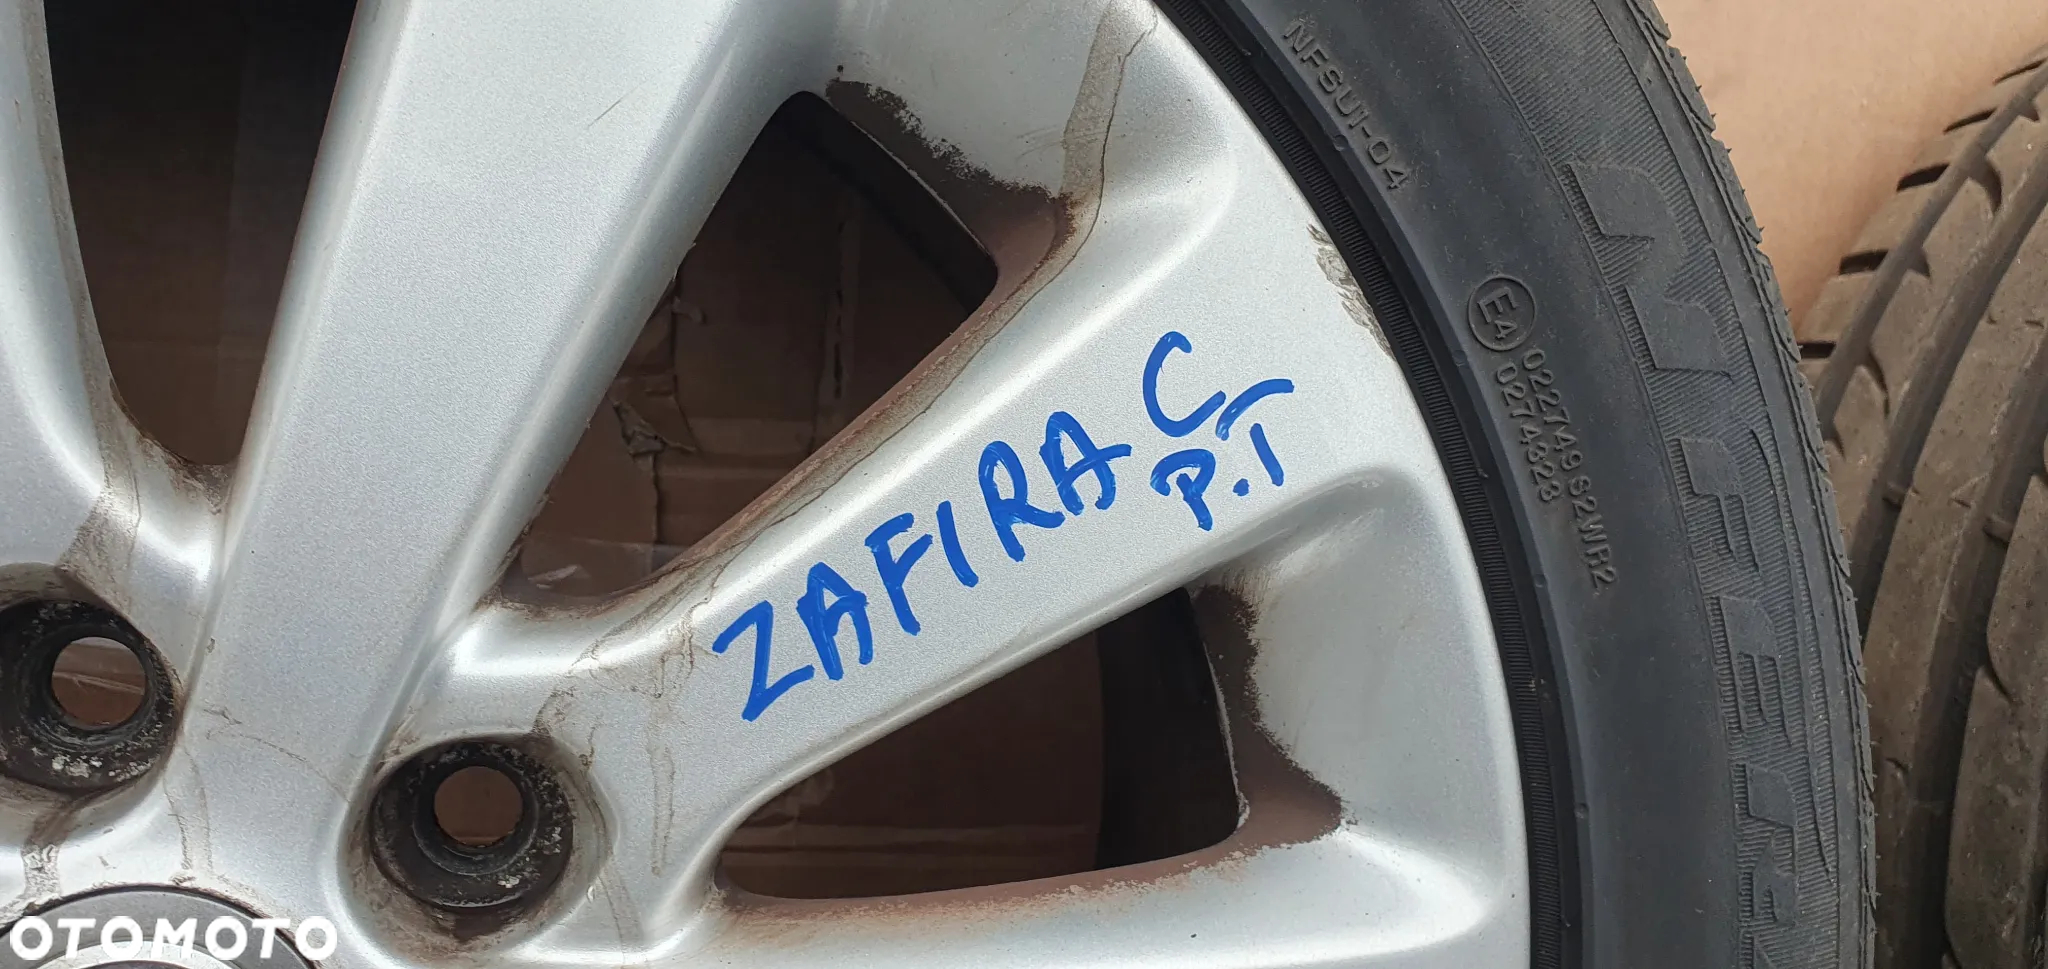 NFSU1-04
E4
022749 S2WR2
0274323
ZAFIRA C
P.T
OTOMOTO